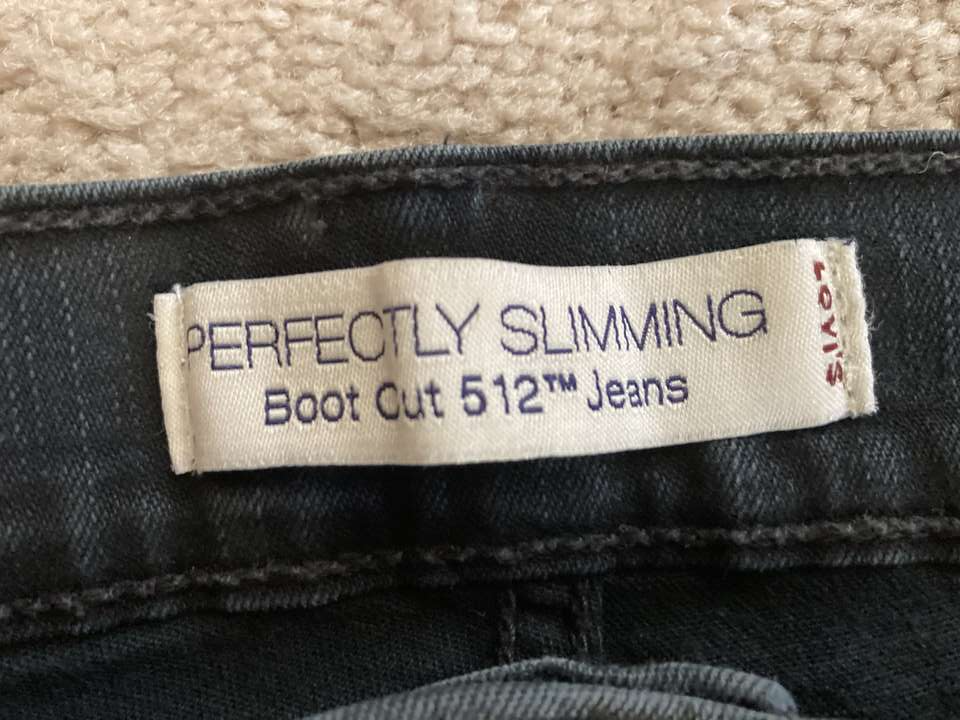 PERFECTLY SLIMMING
Boot Cut 512™ Jeans
LEVI'S